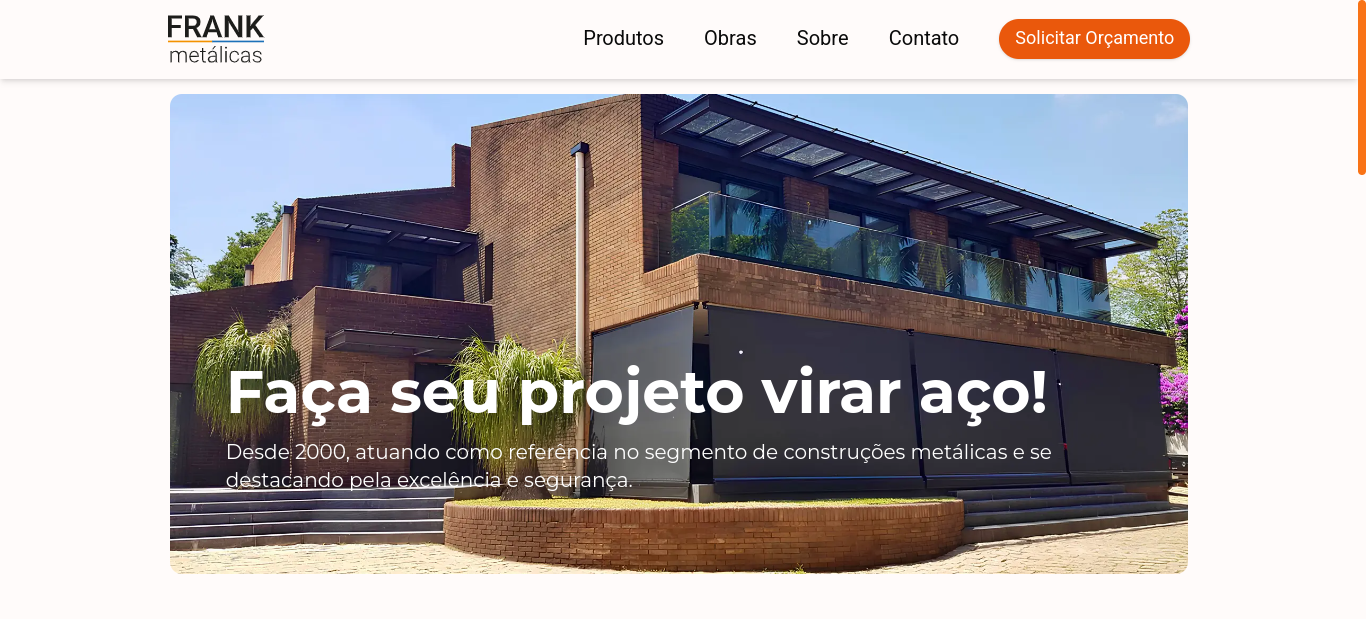 FRANK
metálicas
Produtos
Obras
Sobre
Contato
Solicitar Orçamento
Faça seu projeto virar aço!
Desde 2000, atuando como referência no segmento de construções metálicas e se
destacando pela excelência e segurança.